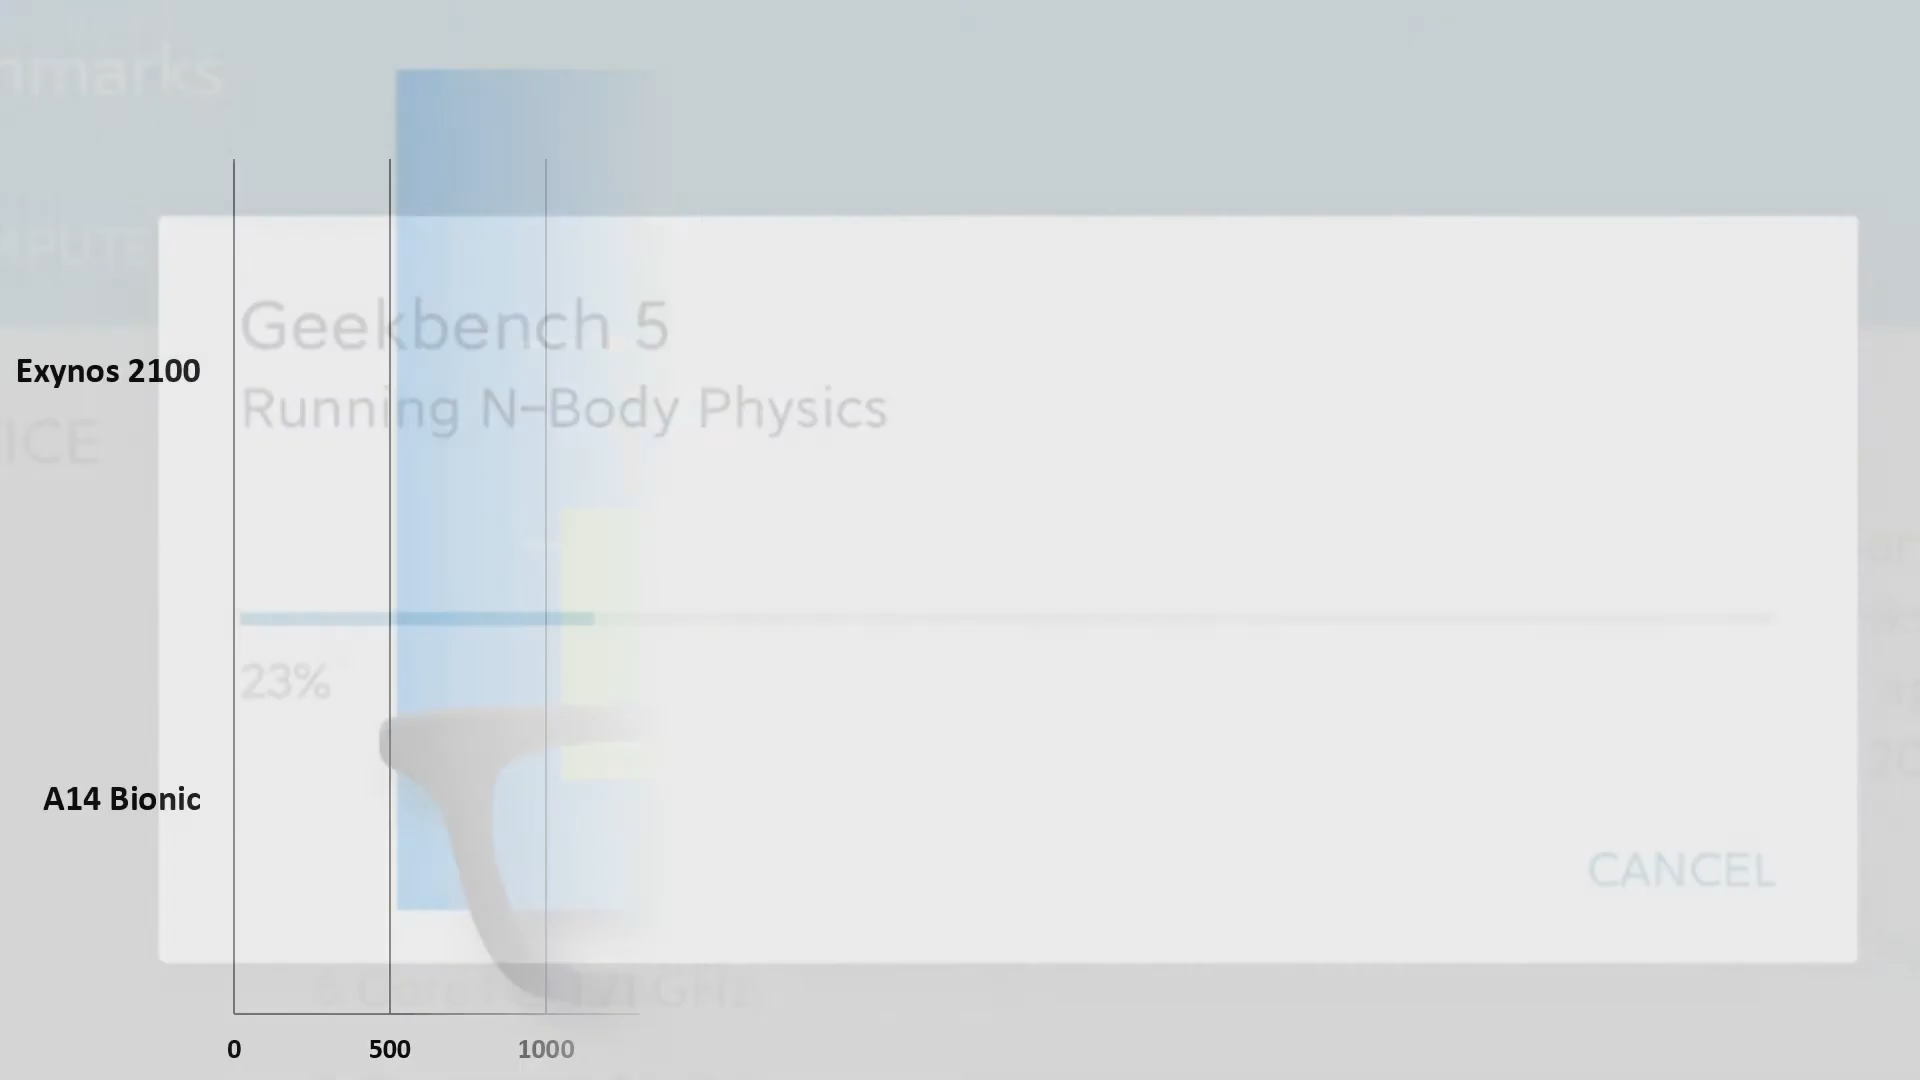 Geekbench 5
Exynos 2100
Running N-Body Physics
23%
A14 Bionic
CANCEL
0 500 1000